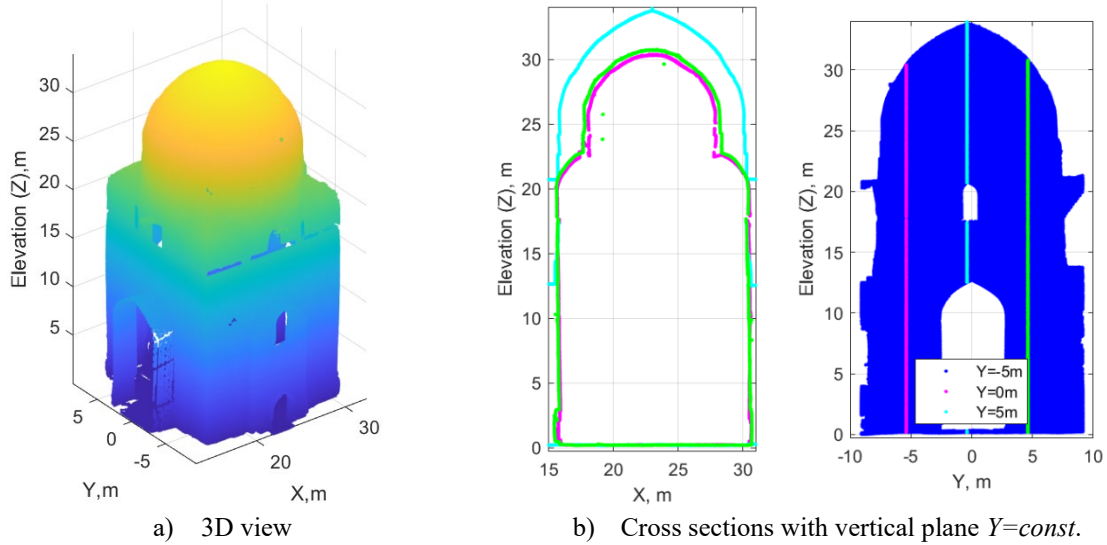 Elevation (Z),m
30
25
20
15
10
5
5
0
-5
Y,m
20
30
X,m
a) 3D view
Elevation (Z), m
30
25
20
15
10
5
0
15 20 25 30
X, m
Elevation (Z), m
30
25
20
15
10
5
0
-10 -5 0 5 10
Y, m
Y=-5m
Y=0m
Y=5m
b) Cross sections with vertical plane Y=const.